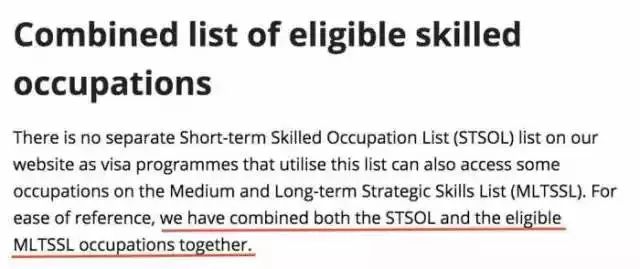 Combined list of eligible skilled
occupations
There is no separate Short-term Skilled Occupation List (STSOL) list on our
website as visa programmes that utilise this list can also access some
occupations on the Medium and Long-term Strategic Skills List (MLTSSL). For
ease of reference, we have combined both the STSOL and the eligible
MLTSSL occupations together.